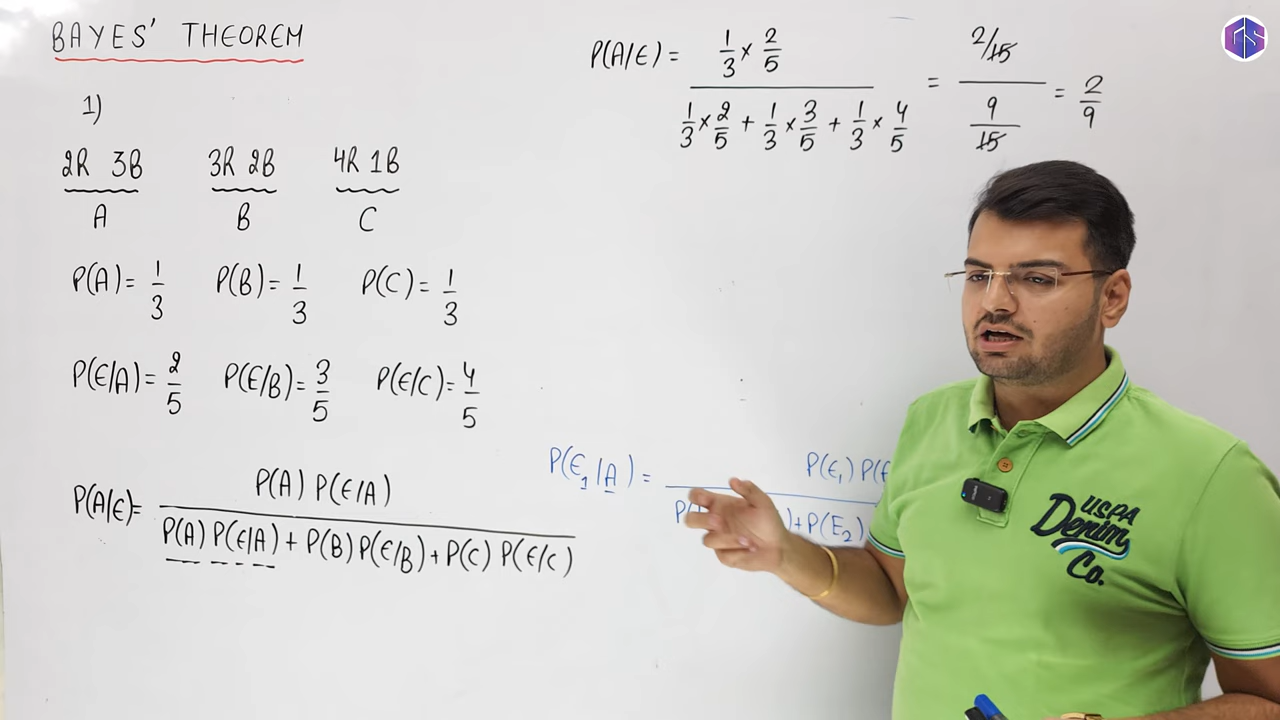 BAYES' THEOREM
1)
2R 3B 3R 2B 4R 1B
A B C
P(A) = 1/3 P(B) = 1/3 P(C) = 1/3
P(E/A) = 2/5 P(E/B) = 3/5 P(E/C) = 4/5
P(A/E) = P(A) P(E/A)
P(A) P(E/A) + P(B) P(E/B) + P(C) P(E/C)
P(A/E) = 1/3 × 2/5
1/3 × 2/5 + 1/3 × 3/5 + 1/3 × 4/5
= 2/15
9/15
= 2/9
P(E₁/A) = P(E₁)
+ P(E₂)
USPA
Denim
Co.